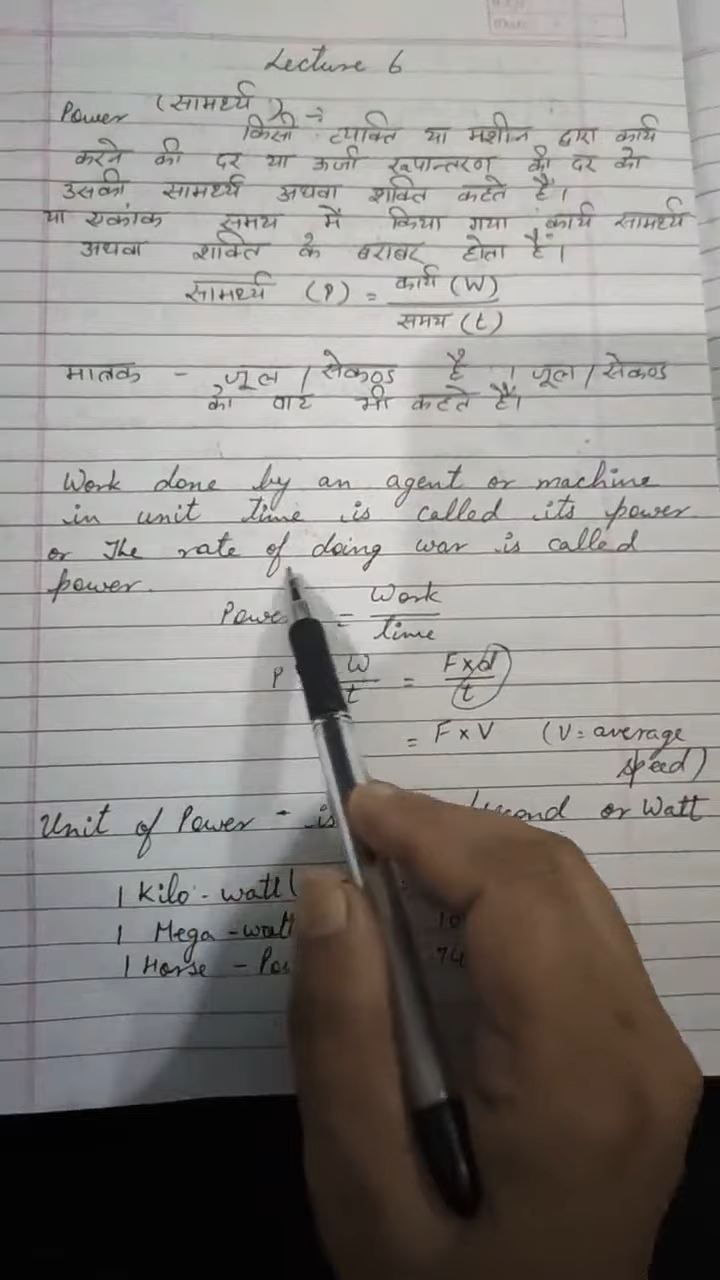 Lecture 6
Power (सामर्थ्य) →
किसी व्यक्ति या मशीन द्वारा कार्य
करने की दर या ऊर्जा रूपान्तरण की दर को
उसकी सामर्थ्य अथवा शक्ति कहते है।
या एकांक समय में किया गया कार्य सामर्थ्य
अथवा शक्ति के बराबर होता है।
सामर्थ्य (P) = कार्य (W)
समय (t)
मात्रक - जूल / सेकण्ड है । जूल / सेकण्ड
को वाट भी कहते है।
Work done by an agent or machine
in unit time is called its power
or The rate of doing war is called
power.
= Work
time
P W = F x d
t t
= F x V (V = average
speed)
Unit of Power - is or Watt
1 Kilo - watt (
1 Mega - watt
1 Horse -